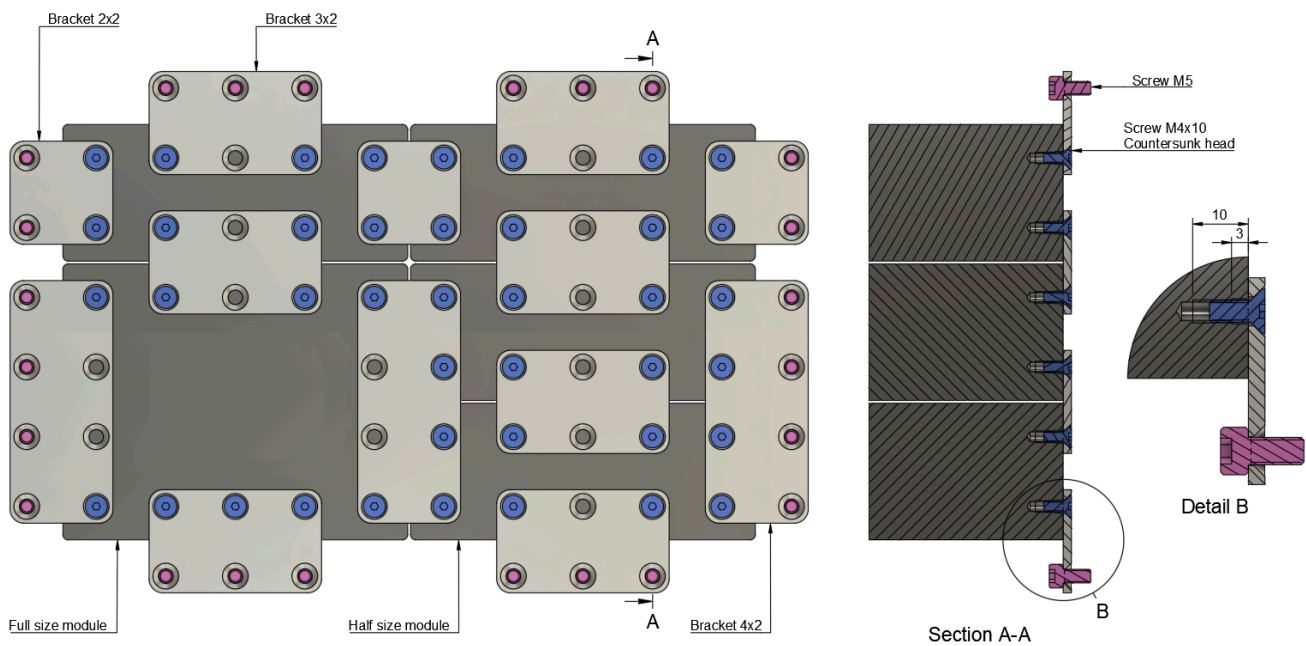 Bracket 2x2
Bracket 3x2
A
Screw M5
Screw M4x10
Countersunk head
10
3
Detail B
B
Full size module
Half size module
A
Bracket 4x2
Section A-A